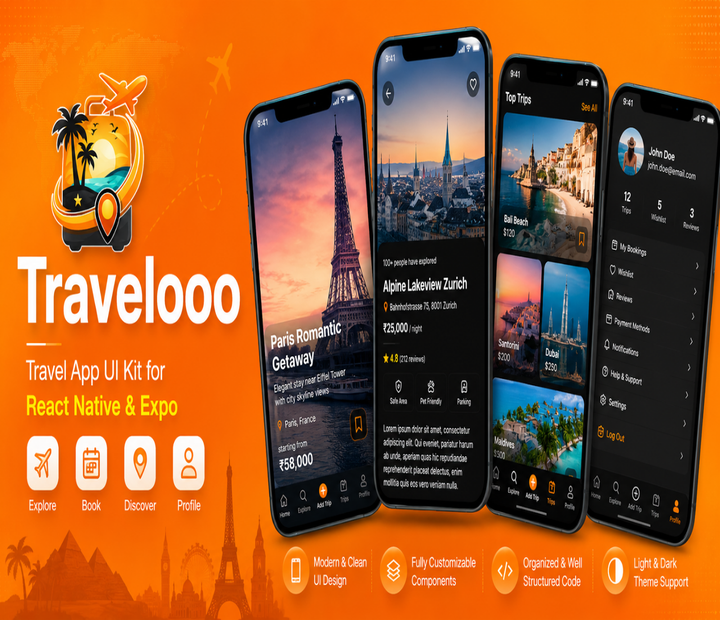 Travelooo
Travel App UI Kit for
React Native & Expo
Explore
Book
Discover
Profile
9:41
Paris Romantic
Getaway
Elegant stay near Eiffel Tower
with city skyline views
Paris, France
starting from
₹58,000
Home
Explore
Add Trip
Trips
Profile
9:41
100+ people have explored
Alpine Lakeview Zurich
Bahnhofstrasse 75, 8001 Zurich
₹25,000 / night
4.8 (212 reviews)
Safe Area
Pet Friendly
Parking
Lorem ipsum dolor sit amet, consectetur
adipiscing elit. Qui eveniet, pariatur harum
ab unde, aperiam quas hic repudiandae
reprehenderit placeat delectus, enim
mollitia quis eos vero veniam nulla.
9:41
Top Trips
See All
Bali Beach
$120
Santorini
$200
Dubai
$250
Maldives
$300
Home
Explore
Add Trip
Trips
Profile
9:41
John Doe
john.doe@email.com
12
Trips
5
Wishlist
3
Reviews
My Bookings
Wishlist
Reviews
Payment Methods
Notifications
Help & Support
Settings
Log Out
Home
Explore
Add Trip
Trips
Profile
Modern & Clean
UI Design
Fully Customizable
Components
Organized & Well
Structured Code
Light & Dark
Theme Support